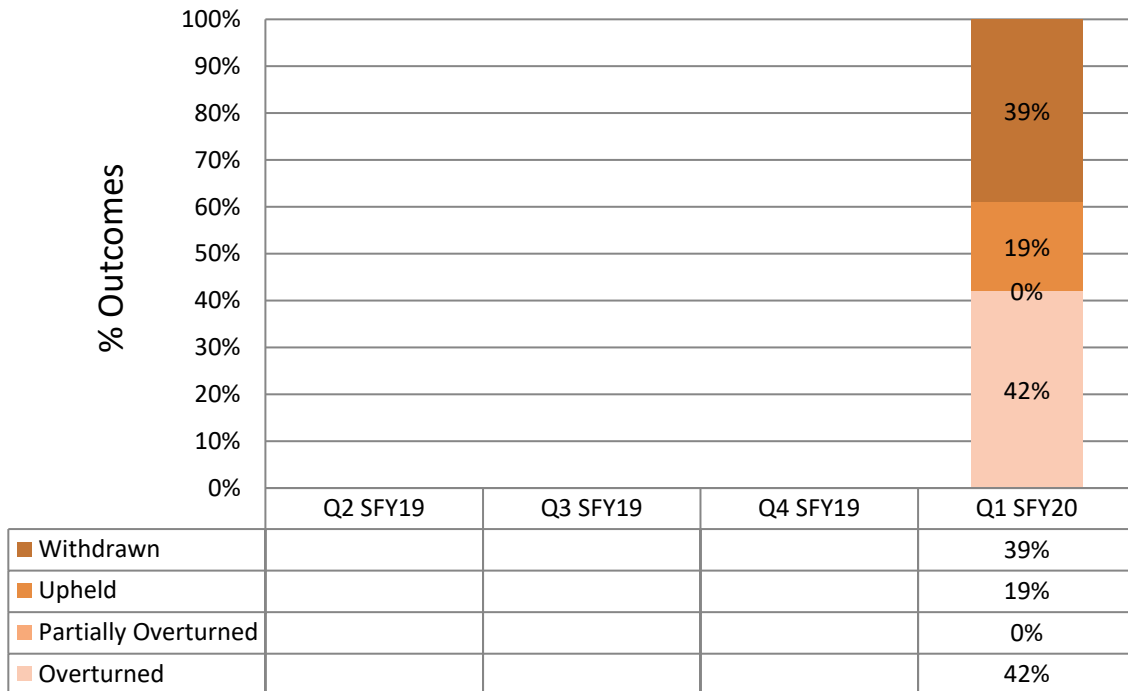 100%
90%
80%
70%
60%
50%
40%
30%
20%
10%
0%
% Outcomes
39%
19%
0%
42%
Q2 SFY19 Q3 SFY19 Q4 SFY19 Q1 SFY20
Withdrawn 39%
Upheld 19%
Partially Overturned 0%
Overturned 42%